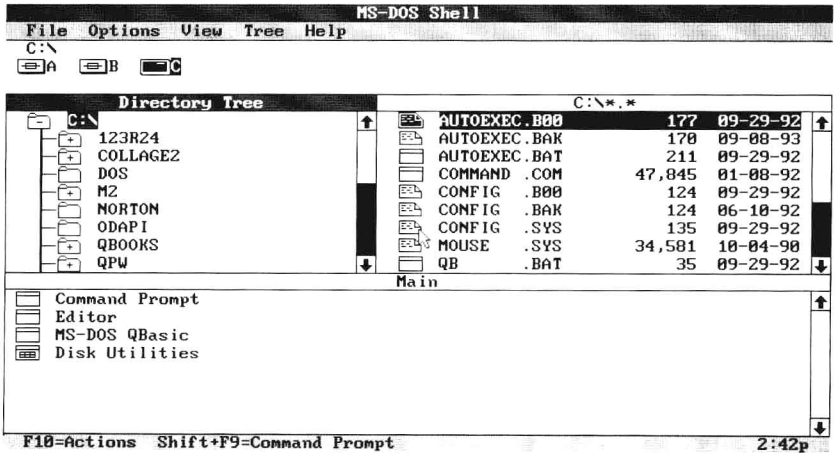 MS-DOS Shell
File Options View Tree Help
C:\
A B C
Directory Tree
C:\
123R24
COLLAGE2
DOS
M2
NORTON
ODAPI
QBOOKS
QPW
C:\*.*
AUTOEXEC.B00 177 09-29-92
AUTOEXEC.BAK 170 09-08-93
AUTOEXEC.BAT 211 09-29-92
COMMAND .COM 47,845 01-08-92
CONFIG .B00 124 09-29-92
CONFIG .BAK 124 06-10-92
CONFIG .SYS 135 09-29-92
MOUSE .SYS 34,581 10-04-90
QB .BAT 35 09-29-92
Main
Command Prompt
Editor
MS-DOS QBasic
Disk Utilities
F10=Actions Shift+F9=Command Prompt 2:42p